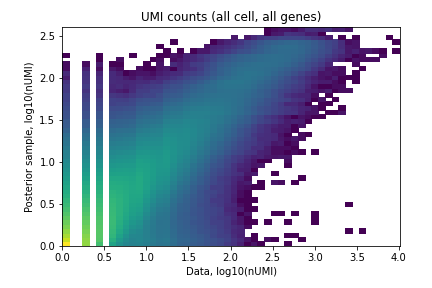 UMI counts (all cell, all genes)
Posterior sample, log10(nUMI)
2.5
2.0
1.5
1.0
0.5
0.0
0.0 0.5 1.0 1.5 2.0 2.5 3.0 3.5 4.0
Data, log10(nUMI)